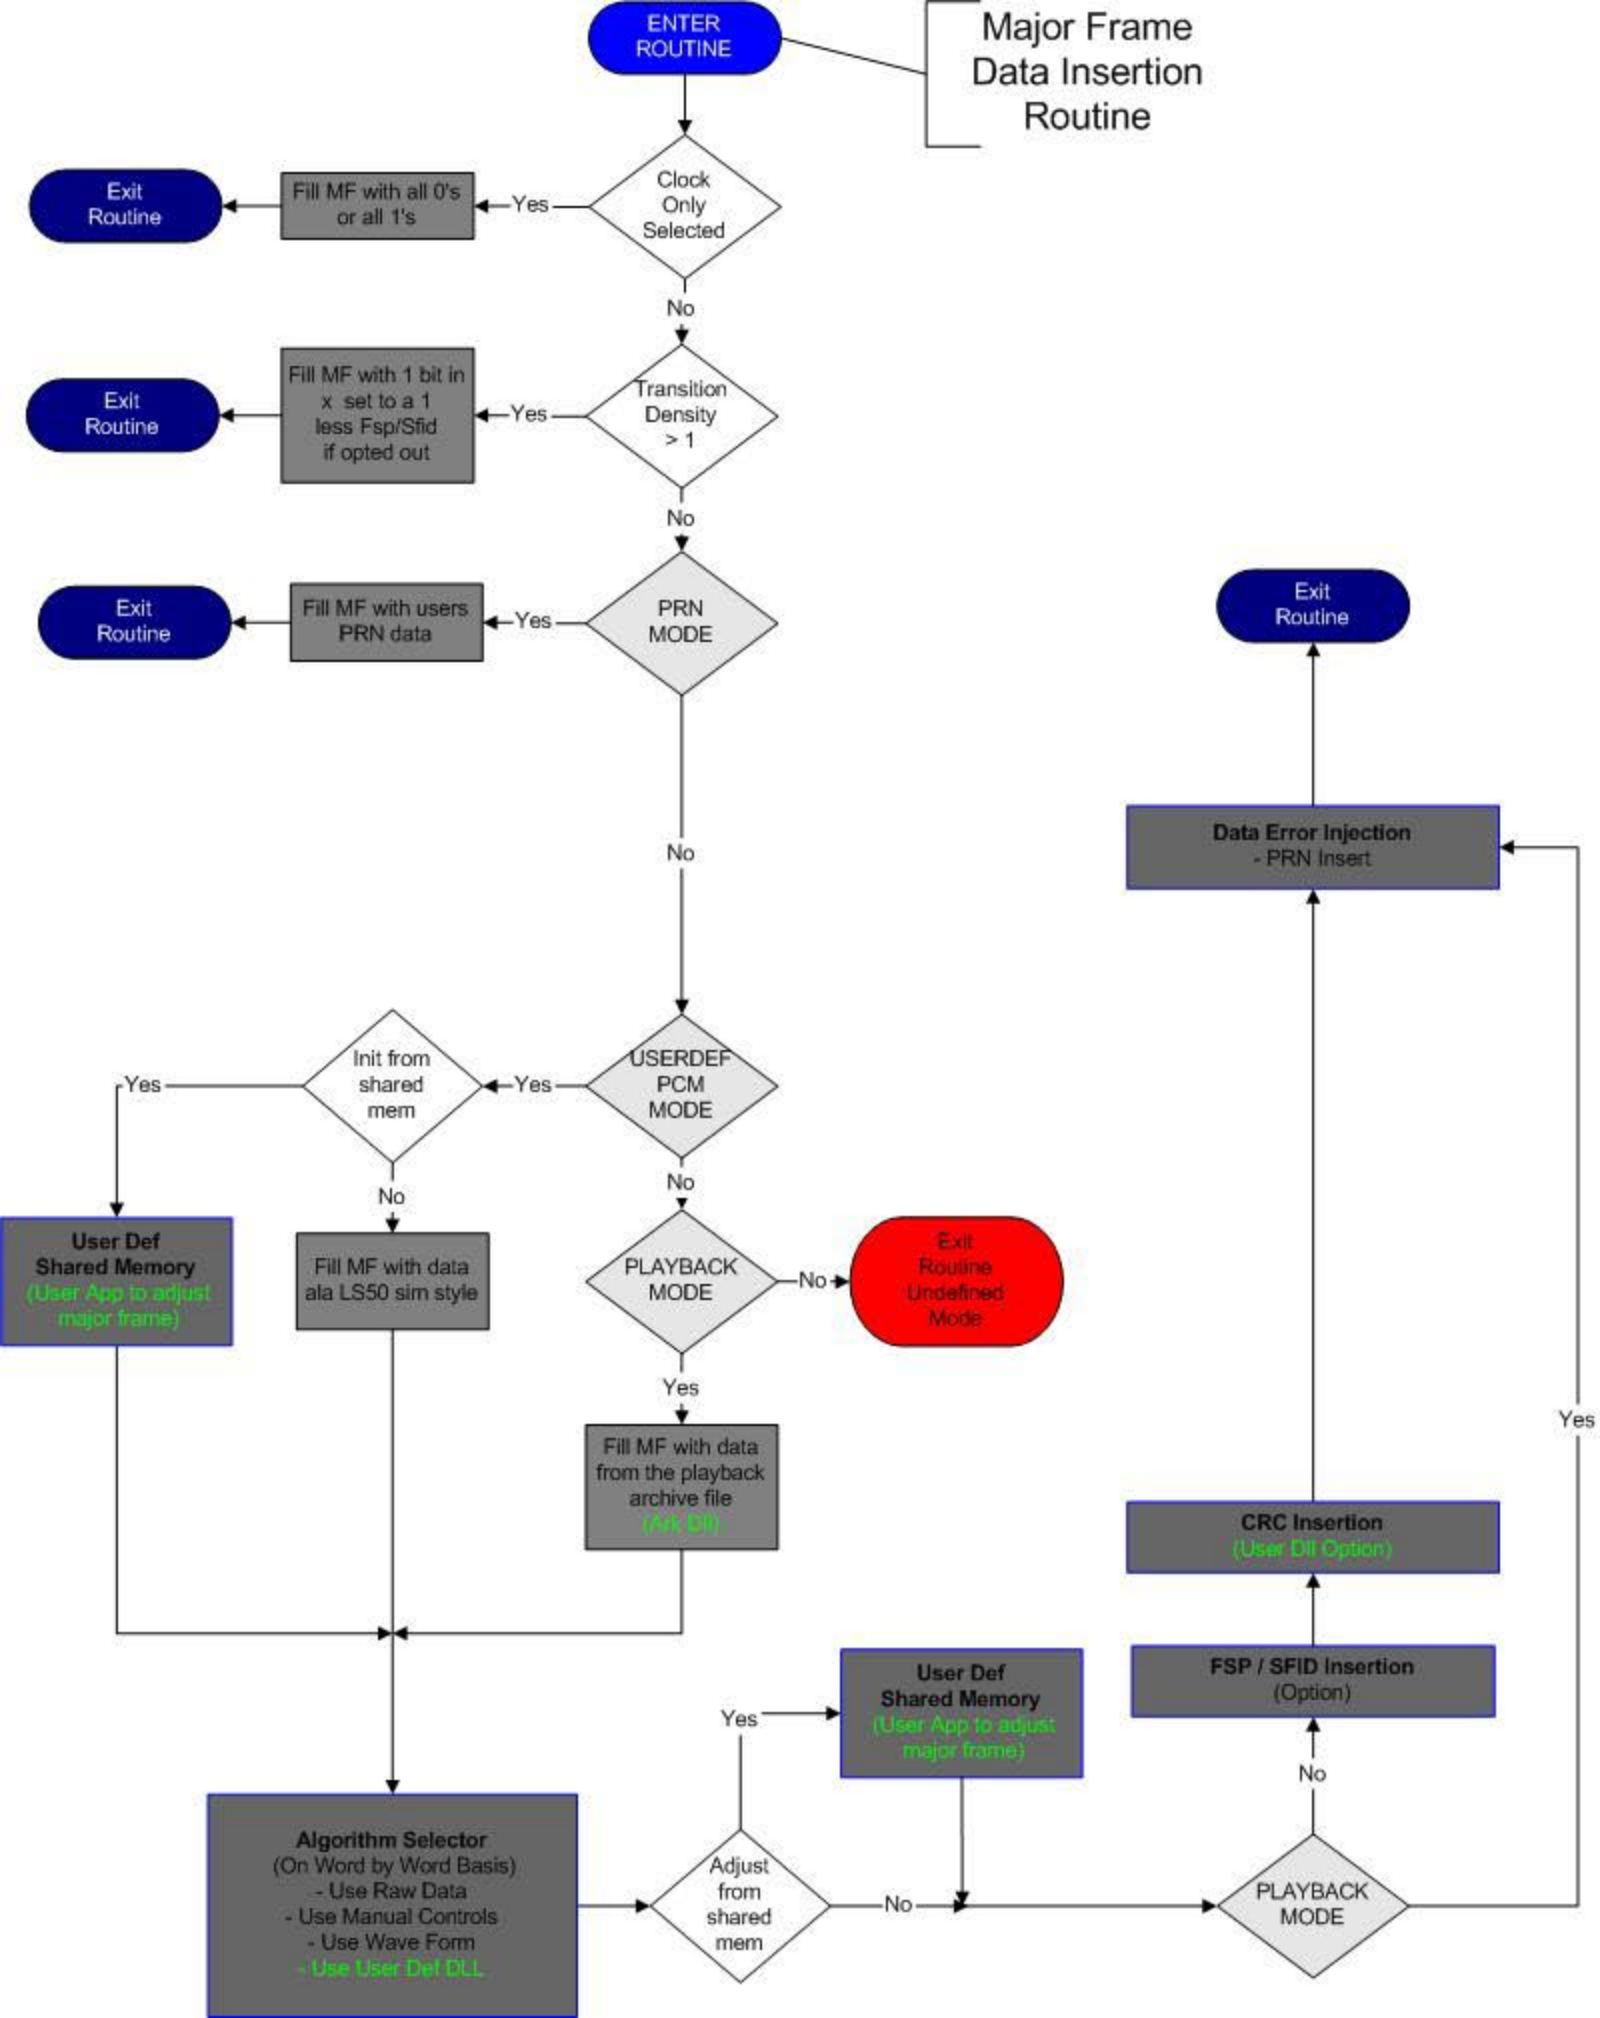 ENTER
ROUTINE
Major Frame
Data Insertion
Routine
Clock
Only
Selected
Yes
Fill MF with all 0's
or all 1's
Exit
Routine
No
Transition
Density
> 1
Yes
Fill MF with 1 bit in
x set to a 1
less Fsp/Sfid
if opted out
Exit
Routine
No
PRN
MODE
Yes
Fill MF with users
PRN data
Exit
Routine
No
USERDEF
PCM
MODE
Yes
Init from
shared
mem
Yes
User Def
Shared Memory
(User App to adjust
major frame)
No
Fill MF with data
ala LS50 sim style
No
PLAYBACK
MODE
No
Exit
Routine
Undefined
Mode
Yes
Fill MF with data
from the playback
archive file
(Ark Dll)
Algorithm Selector
(On Word by Word Basis)
- Use Raw Data
- Use Manual Controls
- Use Wave Form
- Use User Def DLL
Adjust
from
shared
mem
Yes
User Def
Shared Memory
(User App to adjust
major frame)
No
PLAYBACK
MODE
No
FSP / SFID Insertion
(Option)
CRC Insertion
(User Dll Option)
Yes
Data Error Injection
- PRN Insert
Exit
Routine